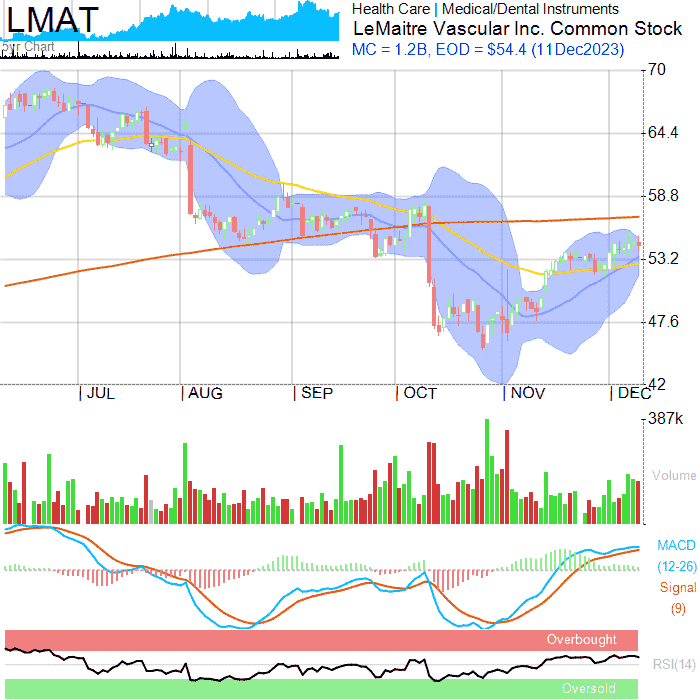 LMAT
5yr Chart
Health Care | Medical/Dental Instruments
LeMaitre Vascular Inc. Common Stock
MC = 1.2B, EOD = $54.4 (11Dec2023)
70
64.4
58.8
53.2
47.6
42
JUL AUG SEP OCT NOV DEC
387k
Volume
MACD
(12-26)
Signal
(9)
Overbought
RSI(14)
Oversold